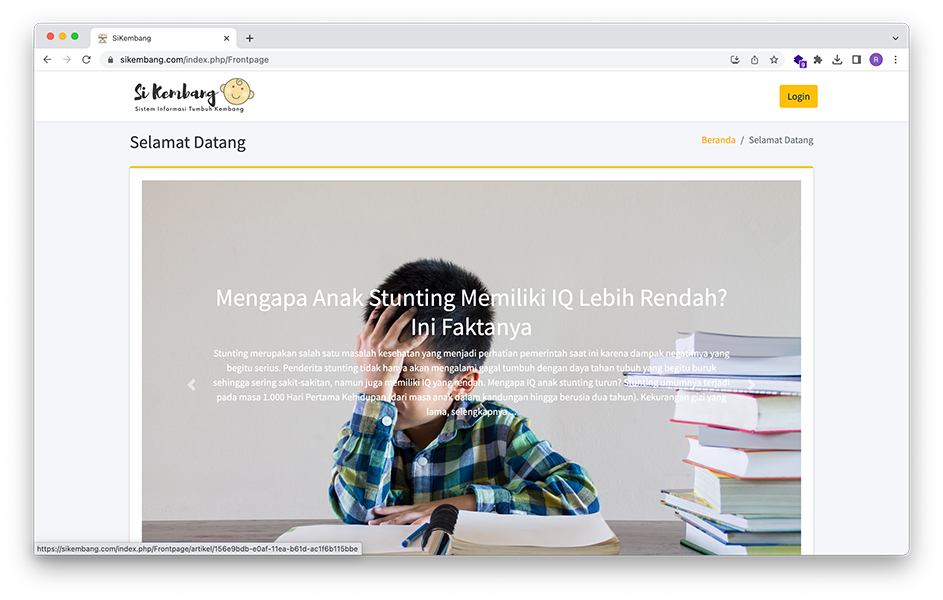 SiKembang
sikembang.com/index.php/Frontpage
9
R
Si Kembang
Sistem Informasi Tumbuh Kembang
Login
Selamat Datang
Beranda / Selamat Datang
Mengapa Anak Stunting Memiliki IQ Lebih Rendah?
Ini Faktanya
Stunting merupakan salah satu masalah kesehatan yang menjadi perhatian pemerintah saat ini karena dampak negatifnya yang
begitu serius. Penderita stunting tidak hanya akan mengalami gagal tumbuh dengan daya tahan tubuh yang begitu buruk
sehingga sering sakit-sakitan, namun juga memiliki IQ yang rendah. Mengapa IQ anak stunting turun? Stunting umumnya terjadi
pada masa 1.000 Hari Pertama Kehidupan (dari masa anak dalam kandungan hingga berusia dua tahun). Kekurangan gizi yang
lama, selengkapnya...
https://sikembang.com/index.php/Frontpage/artikel/156e9bdb-e0af-11ea-b61d-ac1f6b115bbe